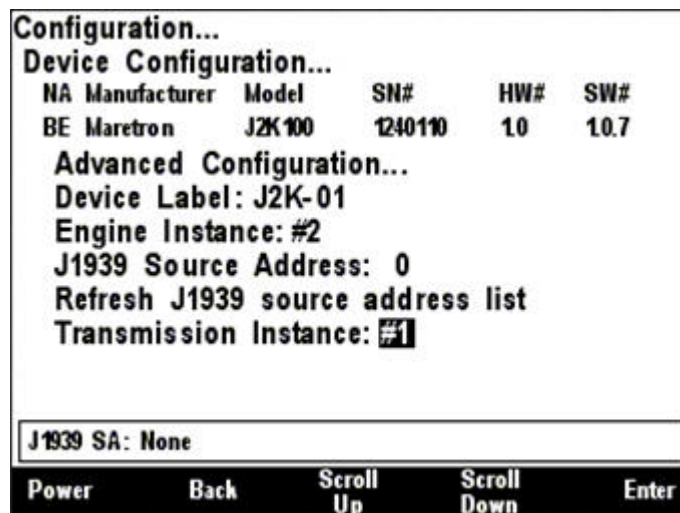 Configuration...
Device Configuration...
NA Manufacturer Model SN# HW# SW#
BE Maretron J2K100 1240110 1.0 1.0.7
Advanced Configuration...
Device Label: J2K-01
Engine Instance: #2
J1939 Source Address: 0
Refresh J1939 source address list
Transmission Instance: #1
J1939 SA: None
Power Back Scroll Up Scroll Down Enter